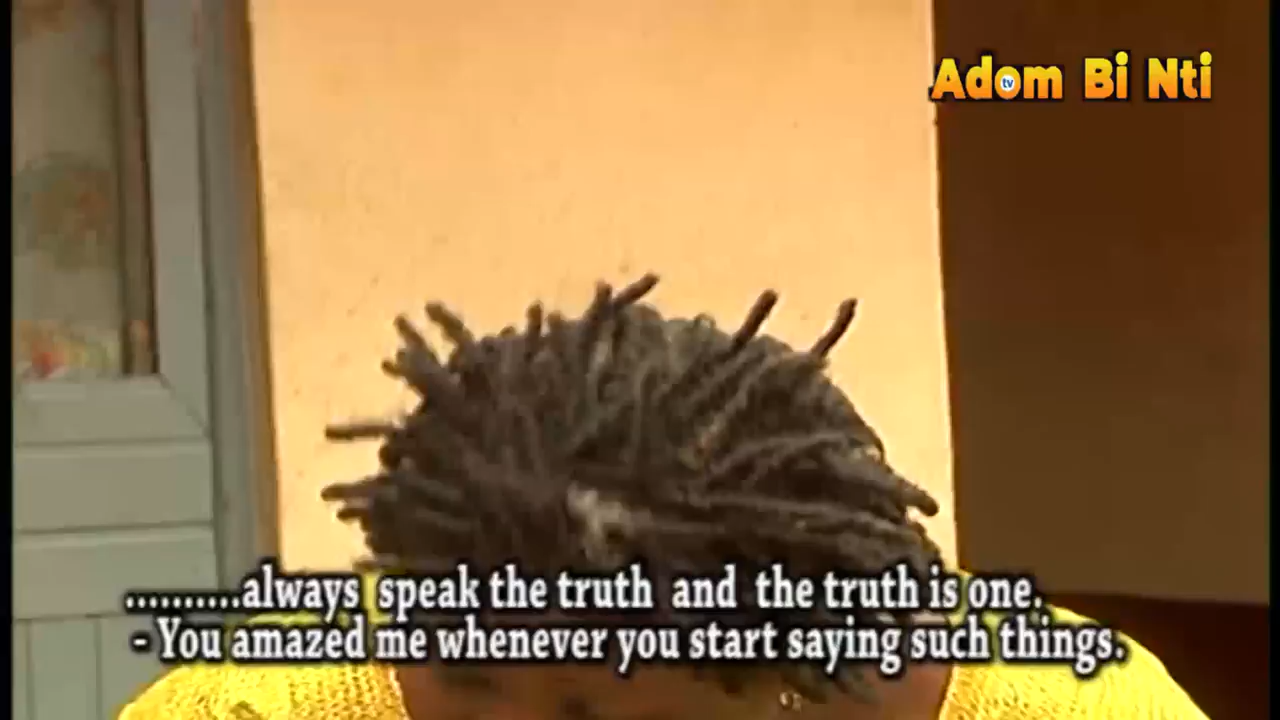 Adom Bi Nti
tv
..........always speak the truth and the truth is one.
- You amazed me whenever you start saying such things.